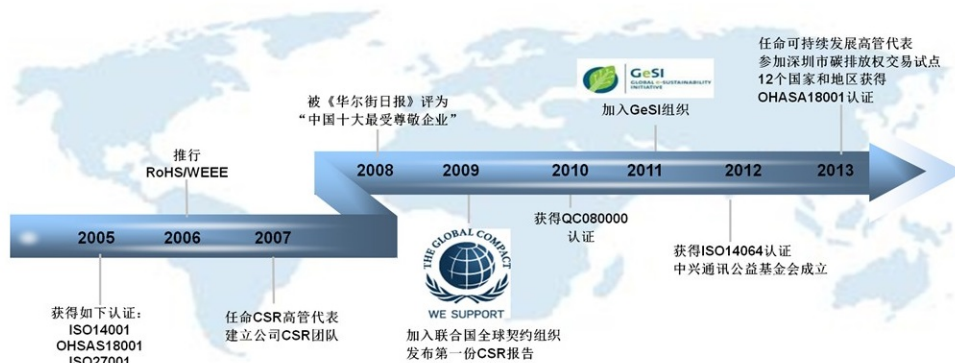 任命可持续发展高管代表
参加深圳市碳排放权交易试点
12个国家和地区获得
OHASA18001认证
GeSI
GLOBAL e-SUSTAINABILITY
INITIATIVE
加入GeSI组织
被《华尔街日报》评为
“中国十大最受尊敬企业”
推行
RoHS/WEEE
2008
2009
2010
2011
2012
2013
2005
2006
2007
获得QC080000
认证
获得ISO14064认证
中兴通讯公益基金会成立
THE GLOBAL COMPACT
WE SUPPORT
加入联合国全球契约组织
发布第一份CSR报告
任命CSR高管代表
建立公司CSR团队
获得如下认证：
ISO14001
OHSAS18001
ISO27001